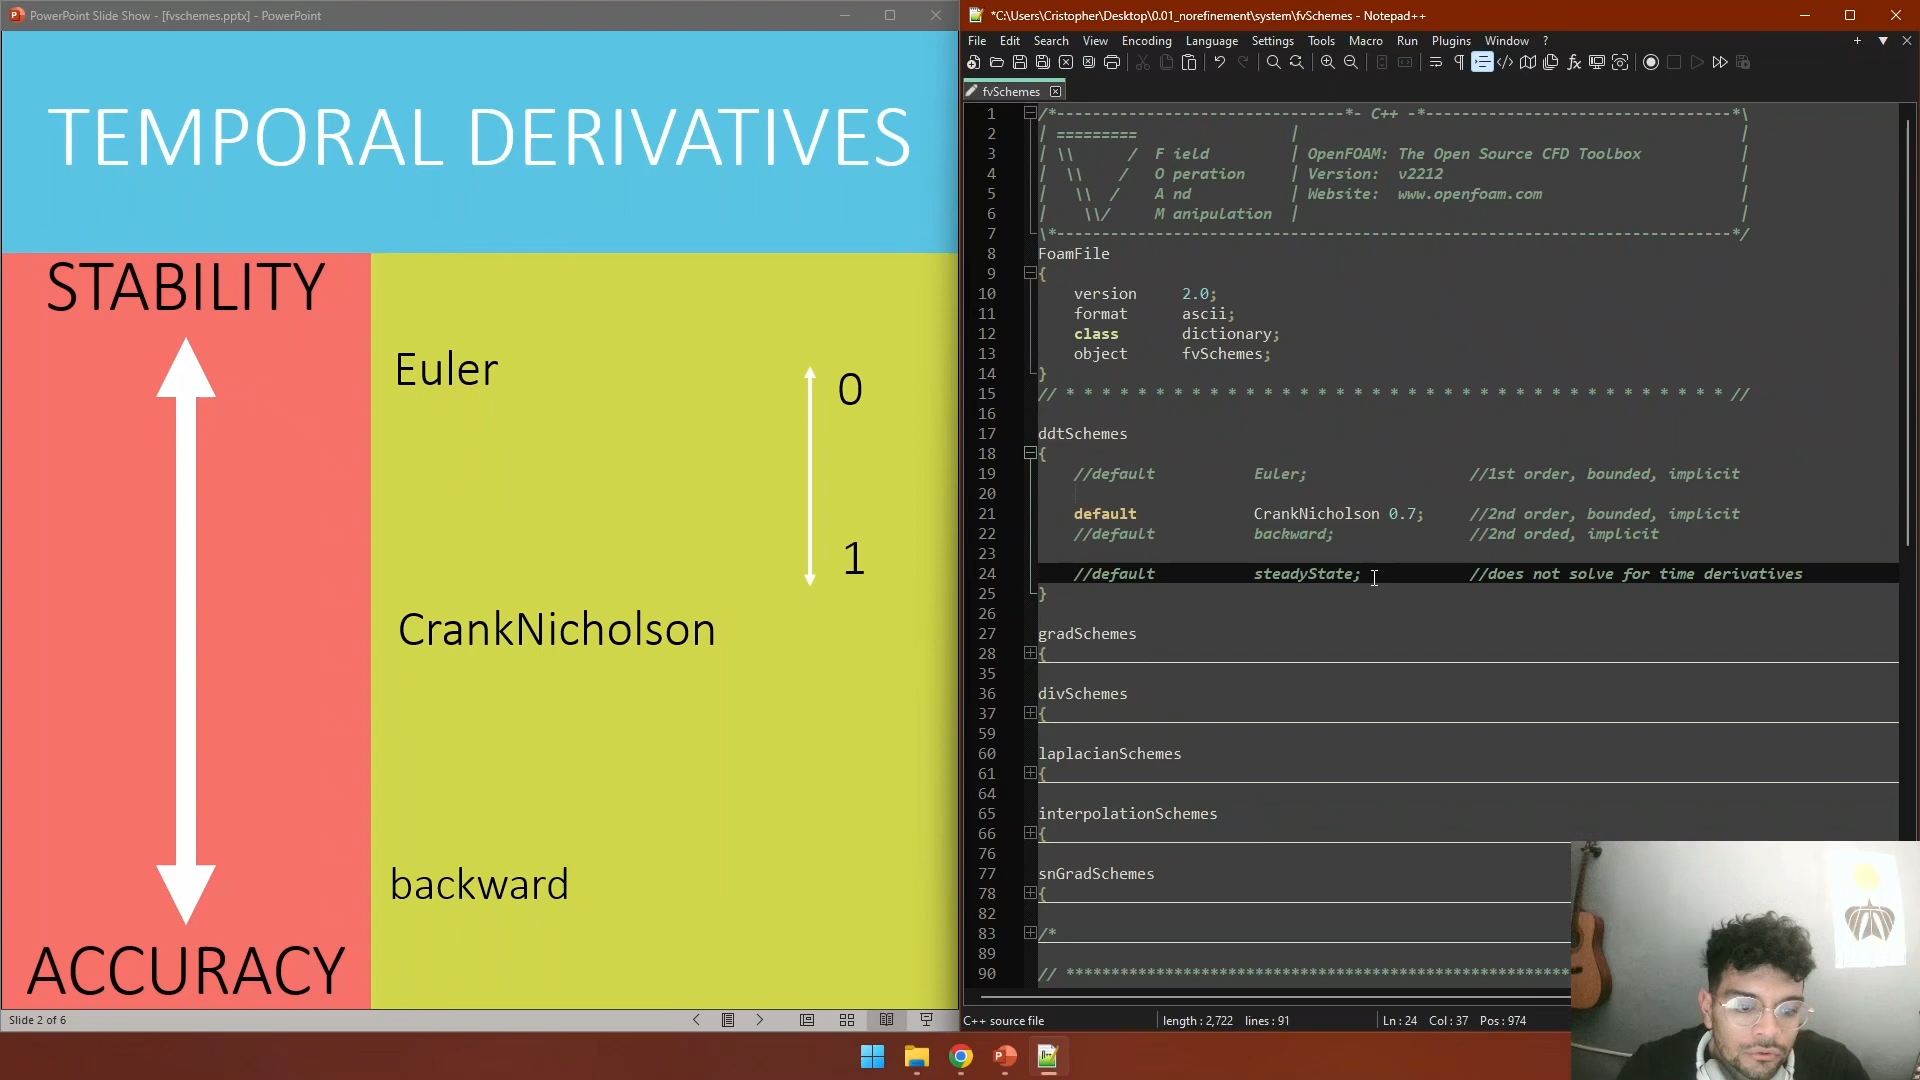 PowerPoint Slide Show - [fvschemes.pptx] - PowerPoint
TEMPORAL DERIVATIVES
STABILITY
ACCURACY
Euler
0
1
CrankNicholson
backward
Slide 2 of 6
*C:\Users\Cristopher\Desktop\0.01_norefinement\system\fvSchemes - Notepad++
File Edit Search View Encoding Language Settings Tools Macro Run Plugins Window ?
fvSchemes
1 /*--------------------------------*- C++ -*----------------------------------*\
2 | ========= | |
3 | \\ / F ield | OpenFOAM: The Open Source CFD Toolbox |
4 | \\ / O peration | Version: v2212 |
5 | \\ / A nd | Website: www.openfoam.com |
6 | \\/ M anipulation | |
7 \*---------------------------------------------------------------------------*/
8 FoamFile
9 {
10 version 2.0;
11 format ascii;
12 class dictionary;
13 object fvSchemes;
14 }
15 // * * * * * * * * * * * * * * * * * * * * * * * * * * * * * * * * * * * * * //
16
17 ddtSchemes
18 {
19 //default Euler; //1st order, bounded, implicit
20
21 default CrankNicholson 0.7; //2nd order, bounded, implicit
22 //default backward; //2nd orded, implicit
23
24 //default steadyState; //does not solve for time derivatives
25 }
26
27 gradSchemes
28 {
35
36 divSchemes
37 {
59
60 laplacianSchemes
61 {
64
65 interpolationSchemes
66 {
76
77 snGradSchemes
78 {
82
83 /*
89
90 // ********************************************************
C++ source file length : 2,722 lines : 91 Ln : 24 Col : 37 Pos : 974